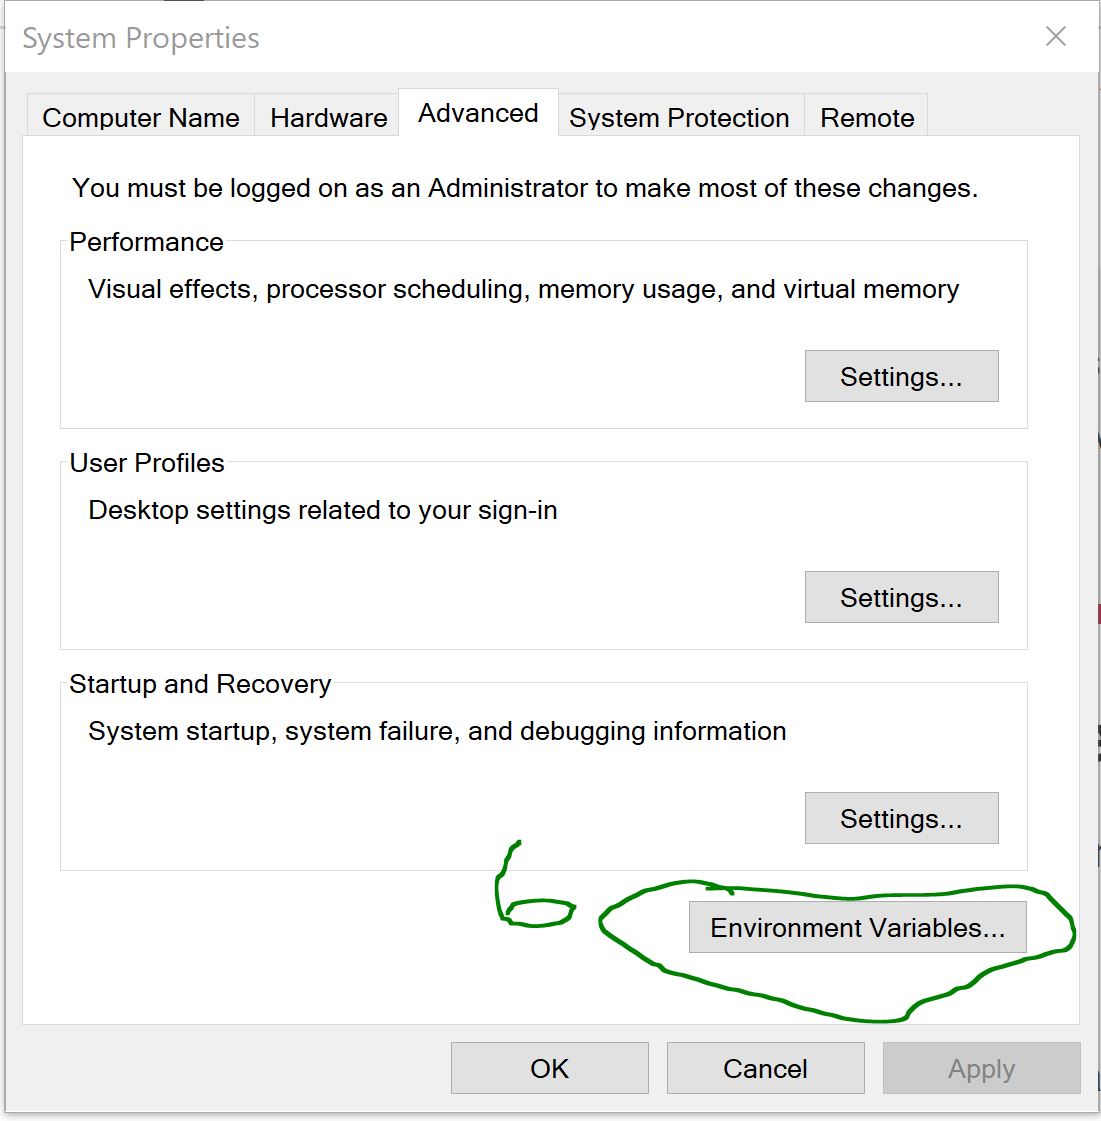 System Properties
Computer Name Hardware Advanced System Protection Remote
You must be logged on as an Administrator to make most of these changes.
Performance
Visual effects, processor scheduling, memory usage, and virtual memory
Settings...
User Profiles
Desktop settings related to your sign-in
Settings...
Startup and Recovery
System startup, system failure, and debugging information
Settings...
6
Environment Variables...
OK Cancel Apply